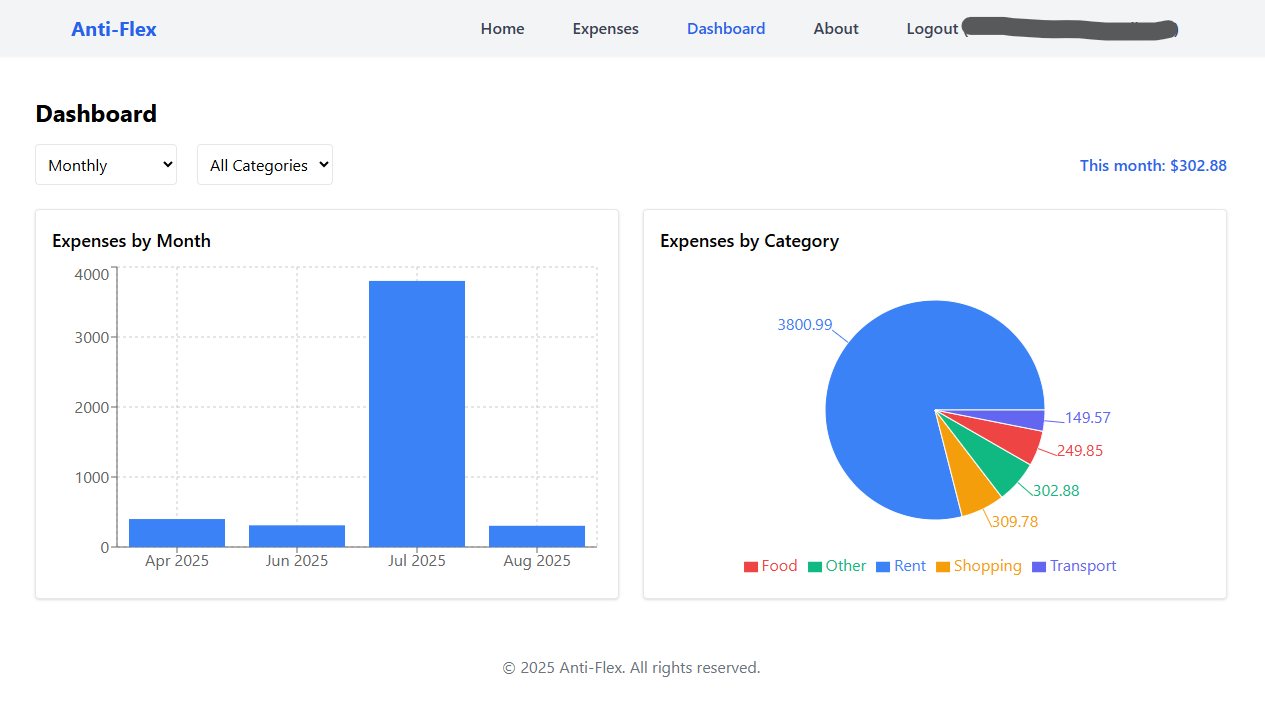 Anti-Flex Home Expenses Dashboard About Logout
Dashboard
Monthly All Categories This month: $302.88
Expenses by Month
4000
3000
2000
1000
0
Apr 2025 Jun 2025 Jul 2025 Aug 2025
Expenses by Category
3800.99
149.57
249.85
302.88
309.78
Food Other Rent Shopping Transport
© 2025 Anti-Flex. All rights reserved.